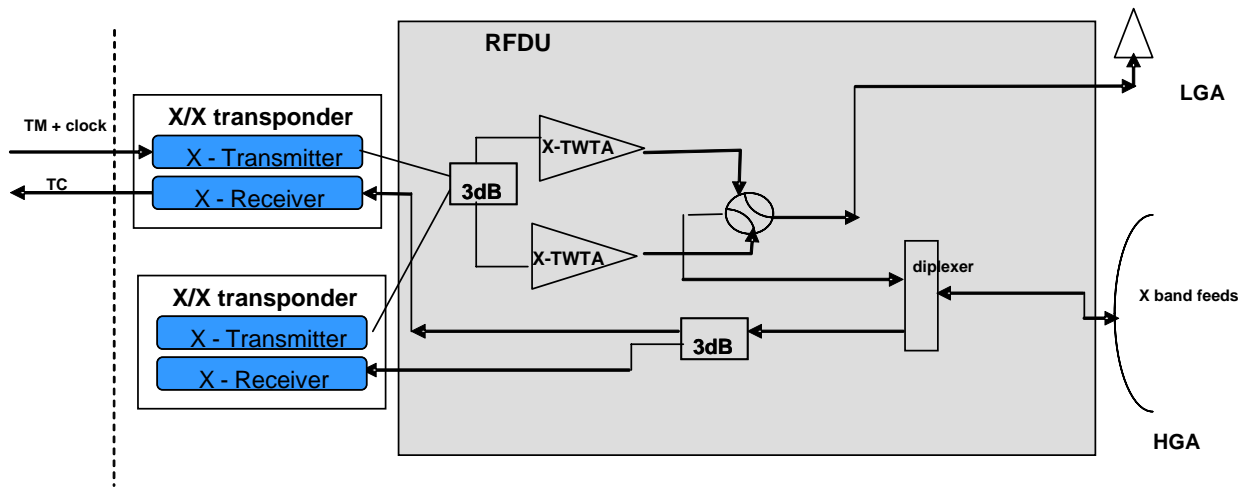 RFDU
LGA
X/X transponder
TM + clock
X - Transmitter
X-TWTA
TC
X - Receiver
3dB
X-TWTA
diplexer
X/X transponder
X band feeds
X - Transmitter
3dB
X - Receiver
HGA